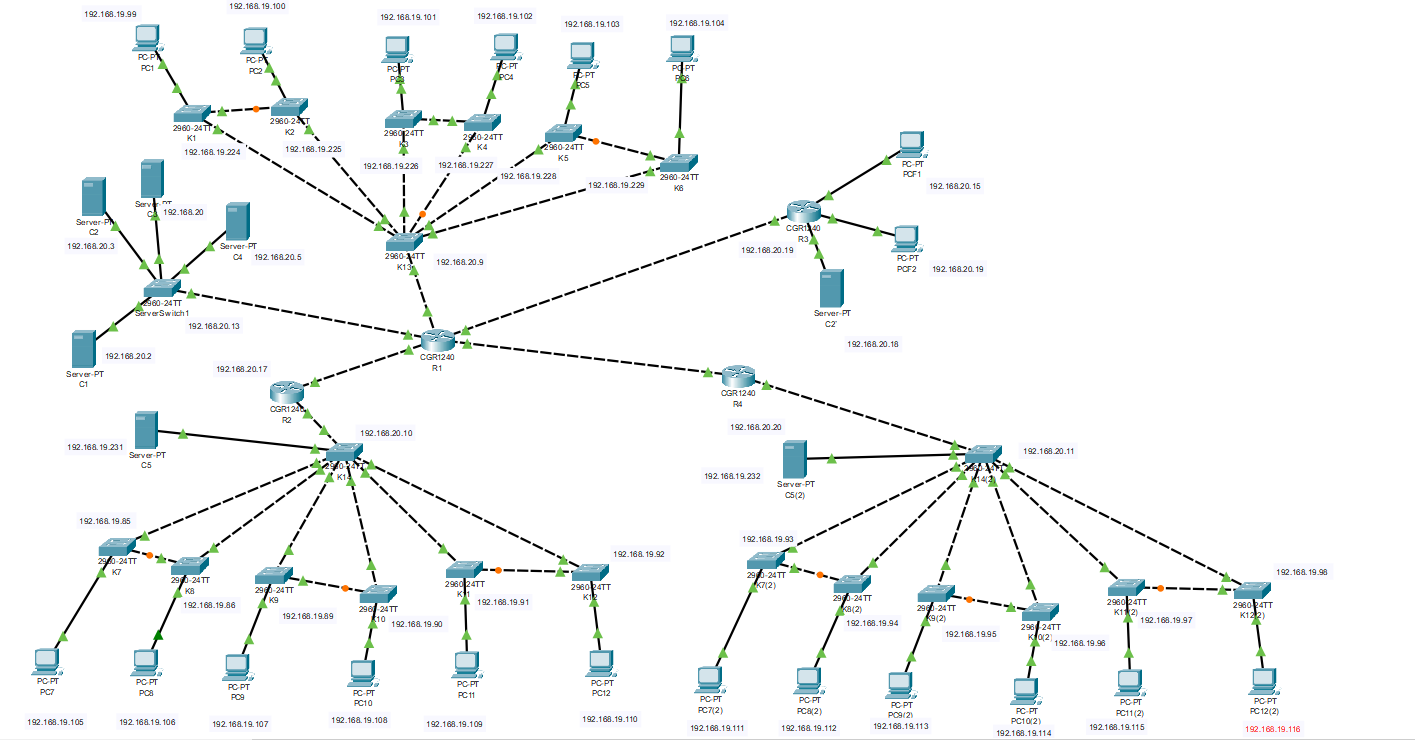 192.168.19.99
192.168.19.100
192.168.19.101
192.168.19.102
192.168.19.103
192.168.19.104
PC-PT
PC1
PC-PT
PC2
PC-PT
PC-PT
PC4
PC-PT
PC5
PC-PT
PC6
2960-24TT
K1
2960-24TT
K2
2960-24TT
K3
2960-24TT
K4
2960-24TT
K5
2960-24TT
K6
192.168.19.224
192.168.19.225
192.168.19.226
192.168.19.227
192.168.19.228
192.168.19.229
PC-PT
PCF1
192.168.20.15
Server-PT
C2
192.168.20.3
Server-PT
192.168.20
Server-PT
C4
192.168.20.5
2960-24TT
K13
192.168.20.9
CGR1240
R3
192.168.20.19
PC-PT
PCF2
192.168.20.19
2960-24TT
ServerSwitch1
192.168.20.13
Server-PT
C2'
192.168.20.18
Server-PT
C1
192.168.20.2
CGR1240
R1
192.168.20.17
CGR1240
R2
CGR1240
R4
192.168.20.20
Server-PT
C5
192.168.19.231
192.168.20.10
2960-24TT
K14
Server-PT
C5(2)
192.168.19.232
192.168.20.11
2960-24TT
K14(2)
192.168.19.85
2960-24TT
K7
2960-24TT
K8
192.168.19.86
2960-24TT
K9
192.168.19.89
2960-24TT
K10
192.168.19.90
2960-24TT
K11
192.168.19.91
2960-24TT
K12
192.168.19.92
192.168.19.93
2960-24TT
K7(2)
2960-24TT
K8(2)
192.168.19.94
2960-24TT
K9(2)
192.168.19.95
2960-24TT
K10(2)
192.168.19.96
2960-24TT
K11(2)
192.168.19.97
2960-24TT
K12(2)
192.168.19.98
PC-PT
PC7
PC-PT
PC8
PC-PT
PC9
PC-PT
PC10
PC-PT
PC11
PC-PT
PC12
PC-PT
PC7(2)
PC-PT
PC8(2)
PC-PT
PC9(2)
PC-PT
PC10(2)
PC-PT
PC11(2)
PC-PT
PC12(2)
192.168.19.105
192.168.19.106
192.168.19.107
192.168.19.108
192.168.19.109
192.168.19.110
192.168.19.111
192.168.19.112
192.168.19.113
192.168.19.114
192.168.19.115
192.168.19.116